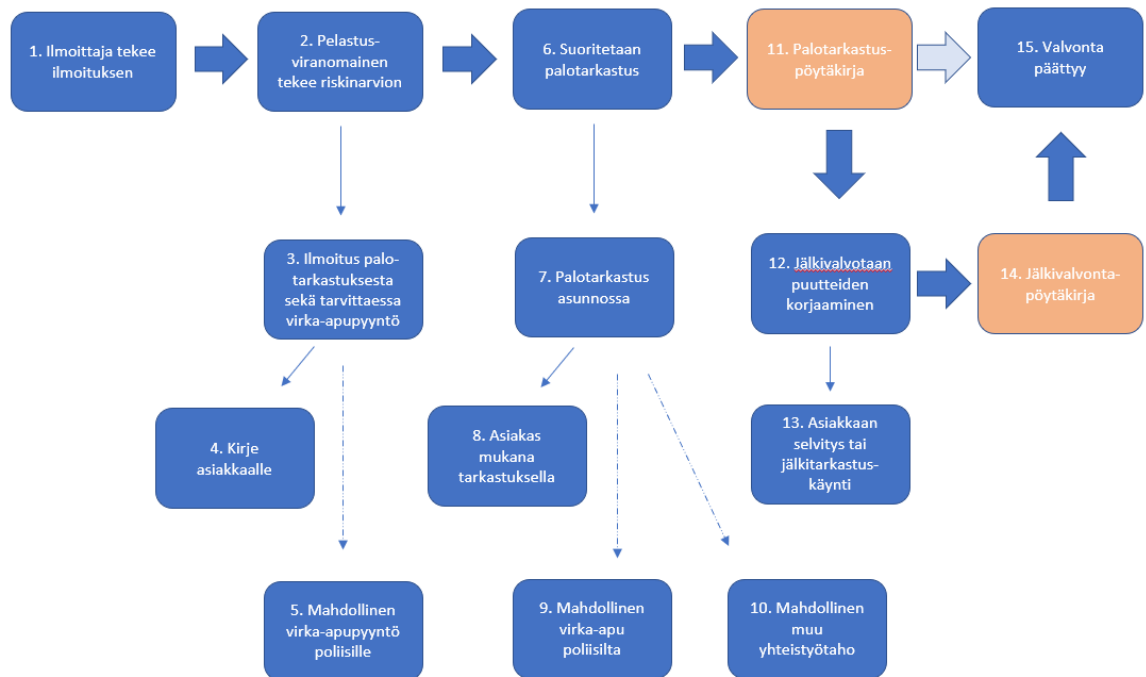 1. Ilmoittaja tekee
ilmoituksen
2. Pelastus-
viranomainen
tekee riskinarvion
3. Ilmoitus palo-
tarkastuksesta
sekä tarvittaessa
virka-apupyyntö
4. Kirje
asiakkaalle
5. Mahdollinen
virka-apupyyntö
poliisille
6. Suoritetaan
palotarkastus
7. Palotarkastus
asunnossa
8. Asiakas
mukana
tarkastuksella
9. Mahdollinen
virka-apu
poliisilta
10. Mahdollinen
muu
yhteistyötaho
11. Palotarkastus-
pöytäkirja
12. Jälkivalvotaan
puutteiden
korjaaminen
13. Asiakkaan
selvitys tai
jälkitarkastus-
käynti
14. Jälkivalvonta-
pöytäkirja
15. Valvonta
päättyy